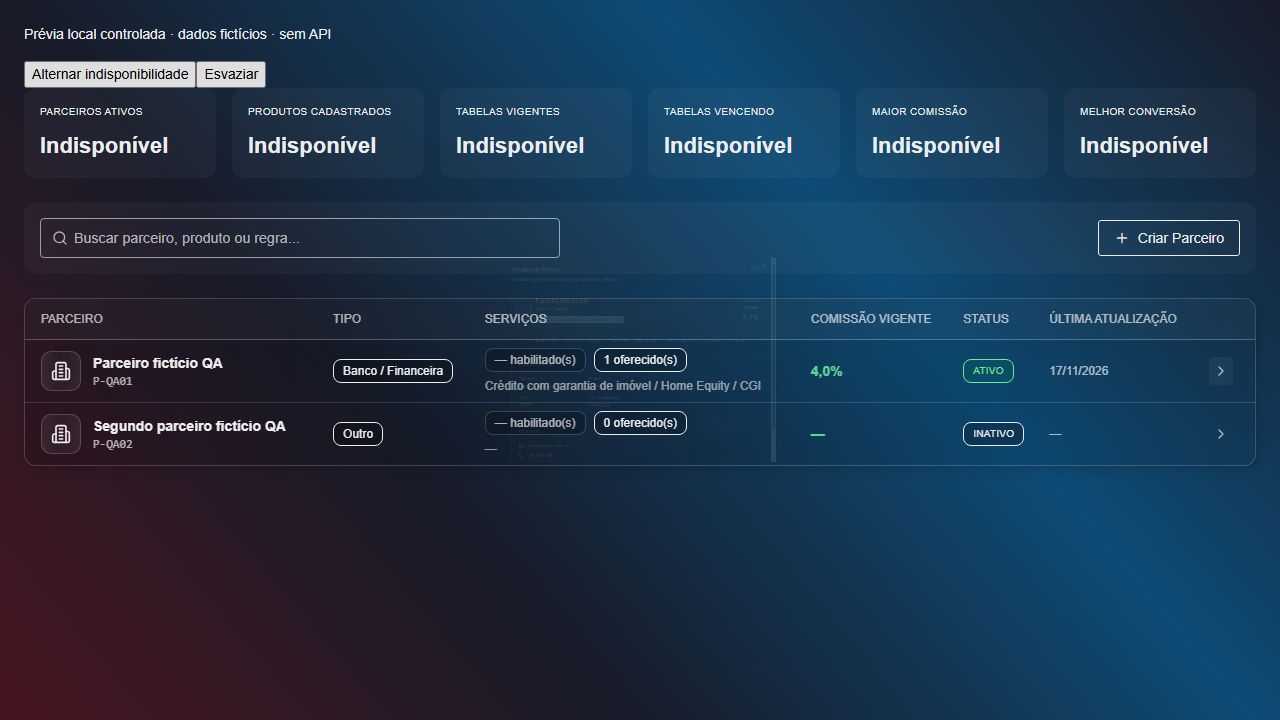 Prévia local controlada · dados fictícios · sem API
Alternar indisponibilidade Esvaziar
PARCEIROS ATIVOS PRODUTOS CADASTRADOS TABELAS VIGENTES TABELAS VENCENDO MAIOR COMISSÃO MELHOR CONVERSÃO
Indisponível Indisponível Indisponível Indisponível Indisponível Indisponível
Buscar parceiro, produto ou regra... Criar Parceiro
PARCEIRO TIPO SERVIÇOS COMISSÃO VIGENTE STATUS ÚLTIMA ATUALIZAÇÃO
Parceiro fictício QA
P-QA01
Banco / Financeira
— habilitado(s) 1 oferecido(s)
Crédito com garantia de imóvel / Home Equity / CGI
4,0% ATIVO 17/11/2026
Segundo parceiro fictício QA
P-QA02
Outro
— habilitado(s) 0 oferecido(s)
—
— INATIVO —